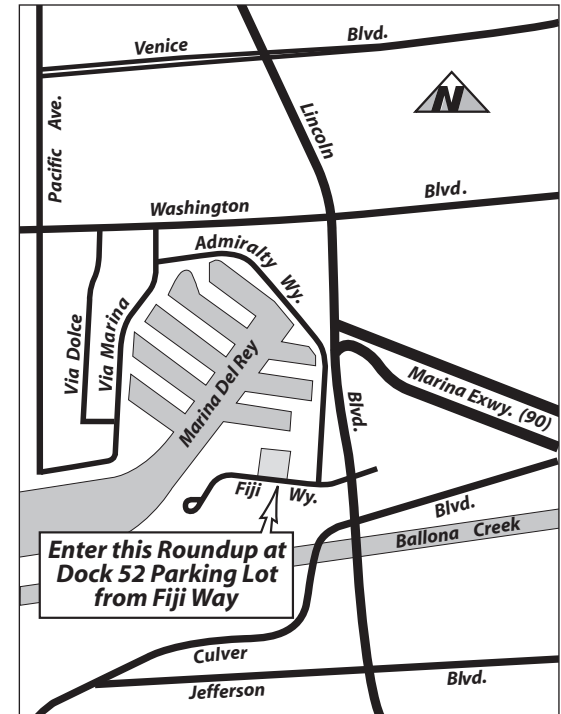 Venice Blvd.
Pacific Ave.
Lincoln Blvd.
N
Washington Blvd.
Admiralty Wy.
Via Dolce
Via Marina
Marina Del Rey
Marina Exwy. (90)
Fiji Wy.
Enter this Roundup at
Dock 52 Parking Lot
from Fiji Way
Ballona Creek
Culver Blvd.
Jefferson Blvd.